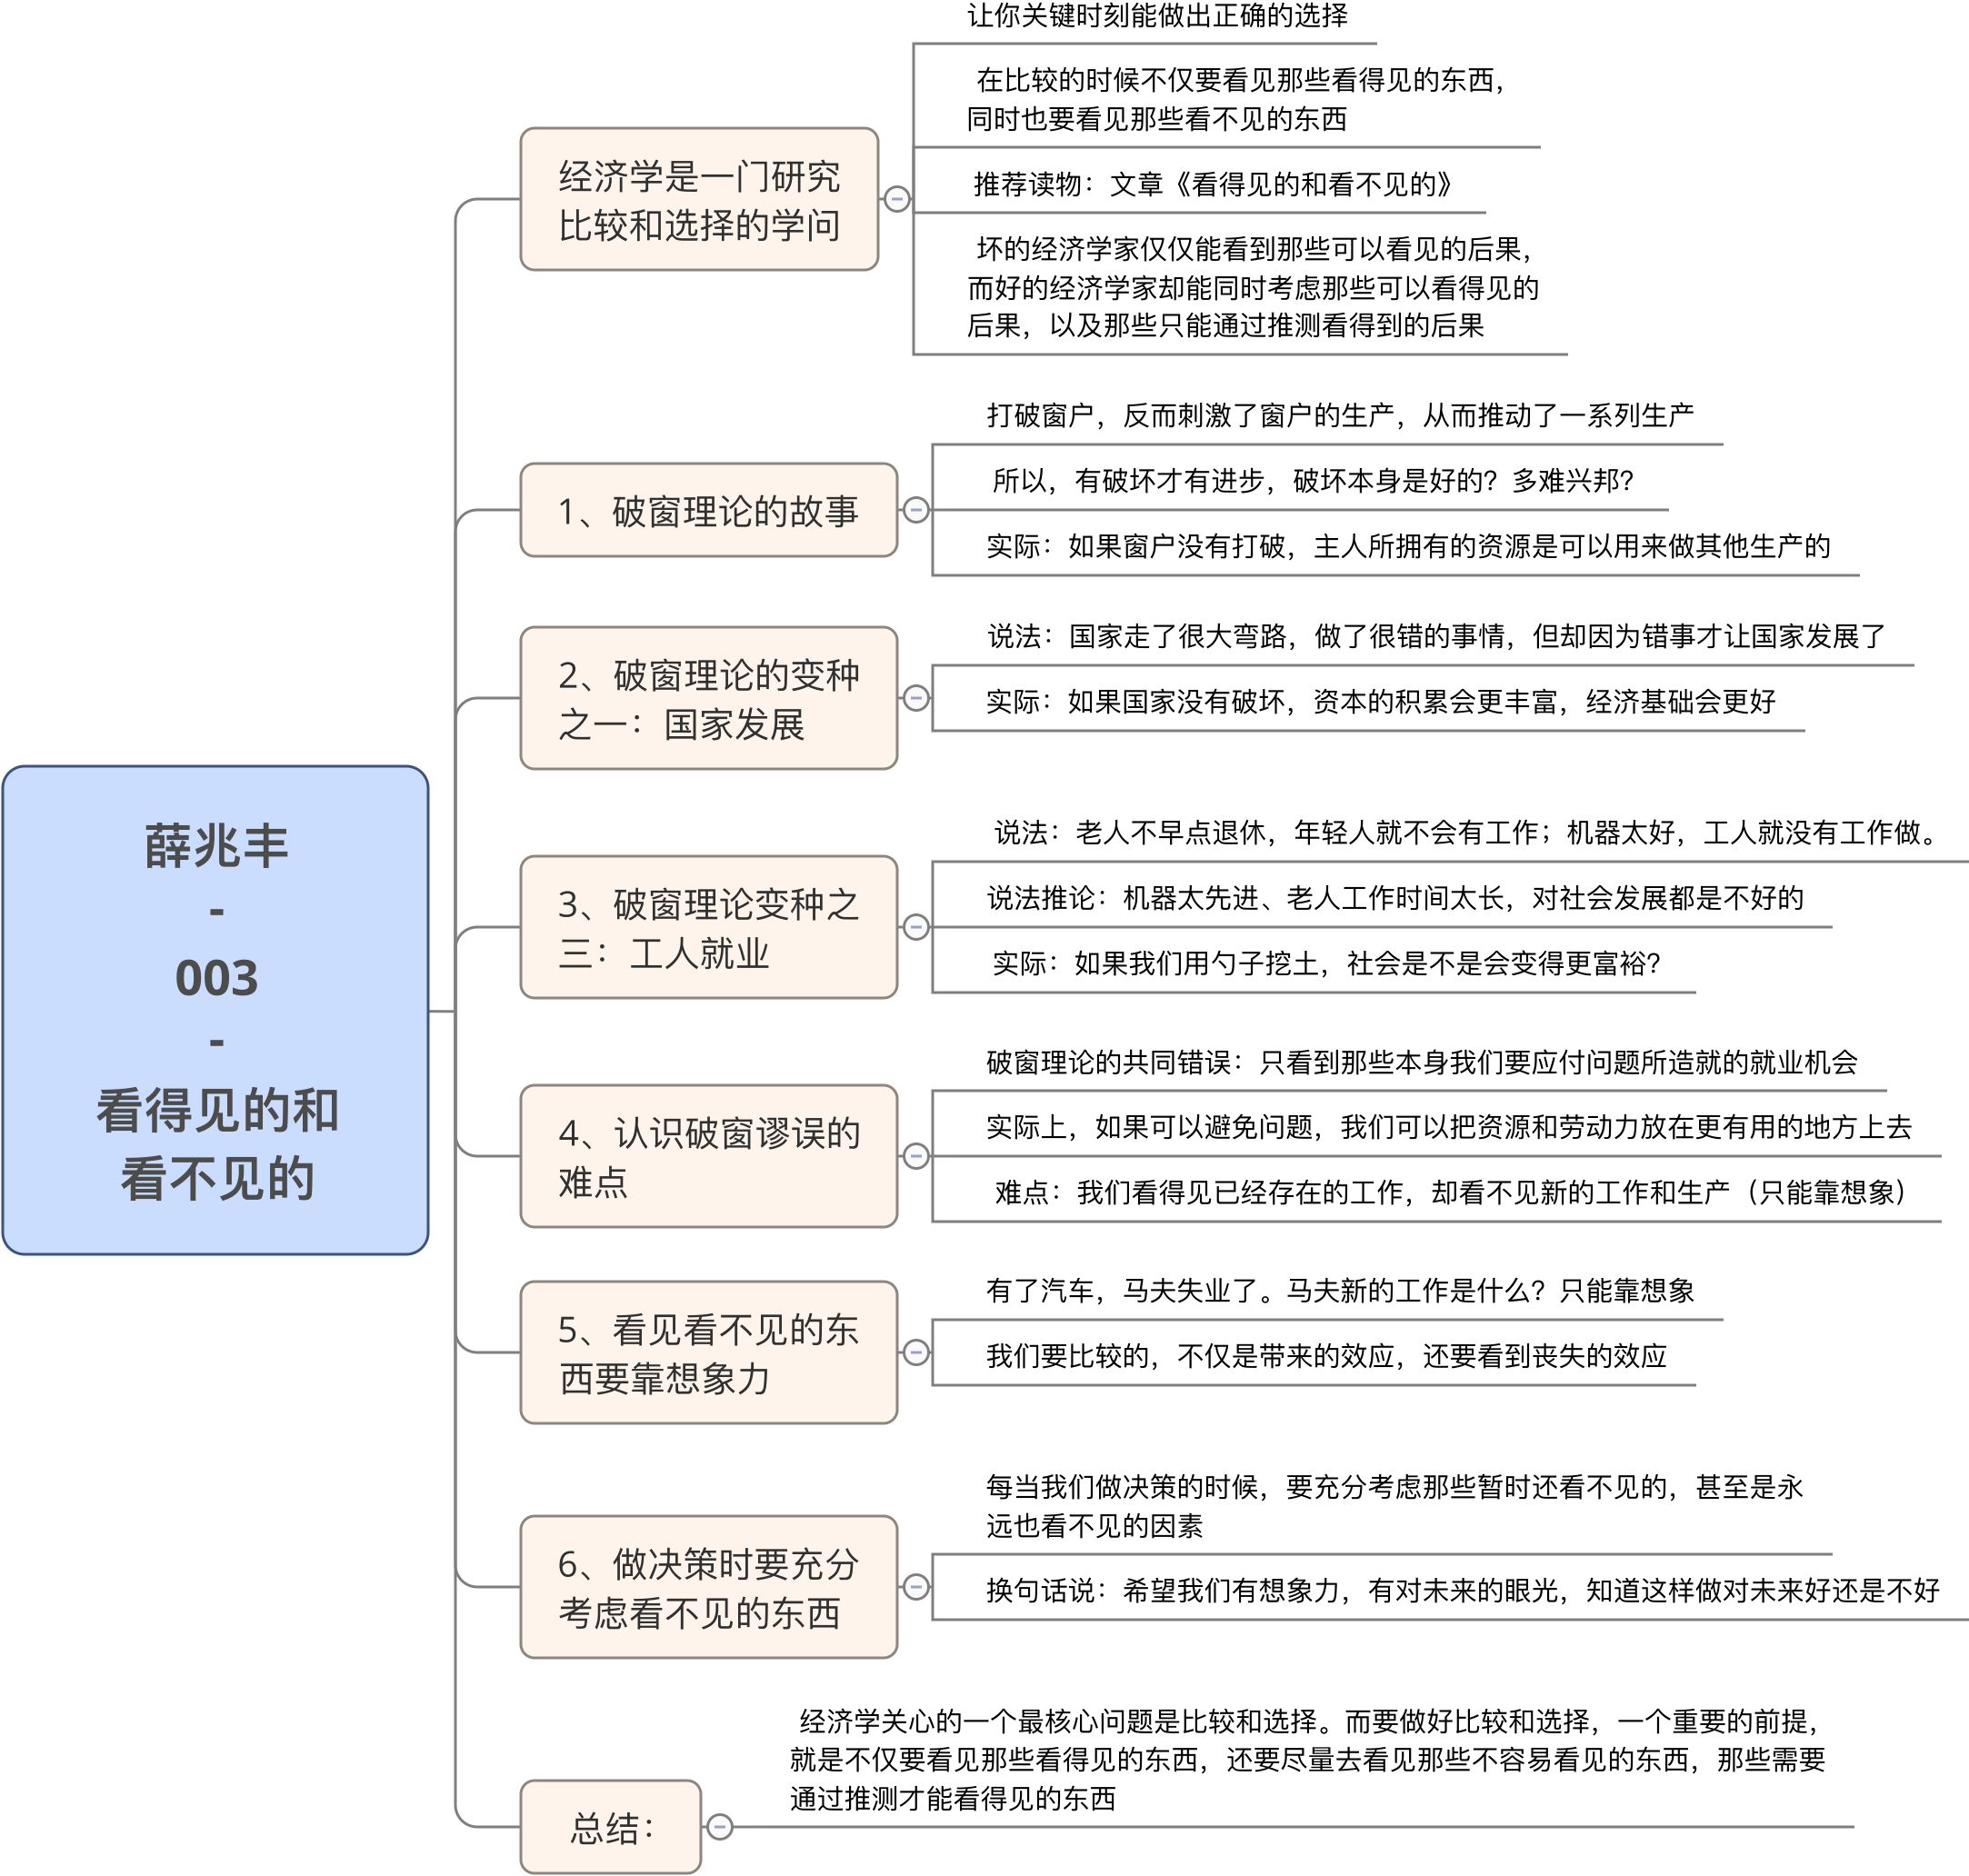 薛兆丰
-
003
-
看得见的和
看不见的
经济学是一门研究
比较和选择的学问
让你关键时刻能做出正确的选择
在比较的时候不仅要看见那些看得见的东西，
同时也要看见那些看不见的东西
推荐读物：文章《看得见的和看不见的》
坏的经济学家仅仅能看到那些可以看见的后果，
而好的经济学家却能同时考虑那些可以看得见的
后果，以及那些只能通过推测看得到的后果
1、破窗理论的故事
打破窗户，反而刺激了窗户的生产，从而推动了一系列生产
所以，有破坏才有进步，破坏本身是好的？多难兴邦？
实际：如果窗户没有打破，主人所拥有的资源是可以用来做其他生产的
2、破窗理论的变种
之一：国家发展
说法：国家走了很大弯路，做了很错的事情，但却因为错事才让国家发展了
实际：如果国家没有破坏，资本的积累会更丰富，经济基础会更好
3、破窗理论变种之
三：工人就业
说法：老人不早点退休，年轻人就不会有工作；机器太好，工人就没有工作做。
说法推论：机器太先进、老人工作时间太长，对社会发展都是不好的
实际：如果我们用勺子挖土，社会是不是会变得更富裕？
4、认识破窗谬误的
难点
破窗理论的共同错误：只看到那些本身我们要应付问题所造就的就业机会
实际上，如果可以避免问题，我们可以把资源和劳动力放在更有用的地方上去
难点：我们看得见已经存在的工作，却看不见新的工作和生产（只能靠想象）
5、看见看不见的东
西要靠想象力
有了汽车，马夫失业了。马夫新的工作是什么？只能靠想象
我们要比较的，不仅是带来的效应，还要看到丧失的效应
6、做决策时要充分
考虑看不见的东西
每当我们做决策的时候，要充分考虑那些暂时还看不见的，甚至是永
远也看不见的因素
换句话说：希望我们有想象力，有对未来的眼光，知道这样做对未来好还是不好
总结：
经济学关心的一个最核心问题是比较和选择。而要做好比较和选择，一个重要的前提，
就是不仅要看见那些看得见的东西，还要尽量去看见那些不容易看见的东西，那些需要
通过推测才能看得见的东西